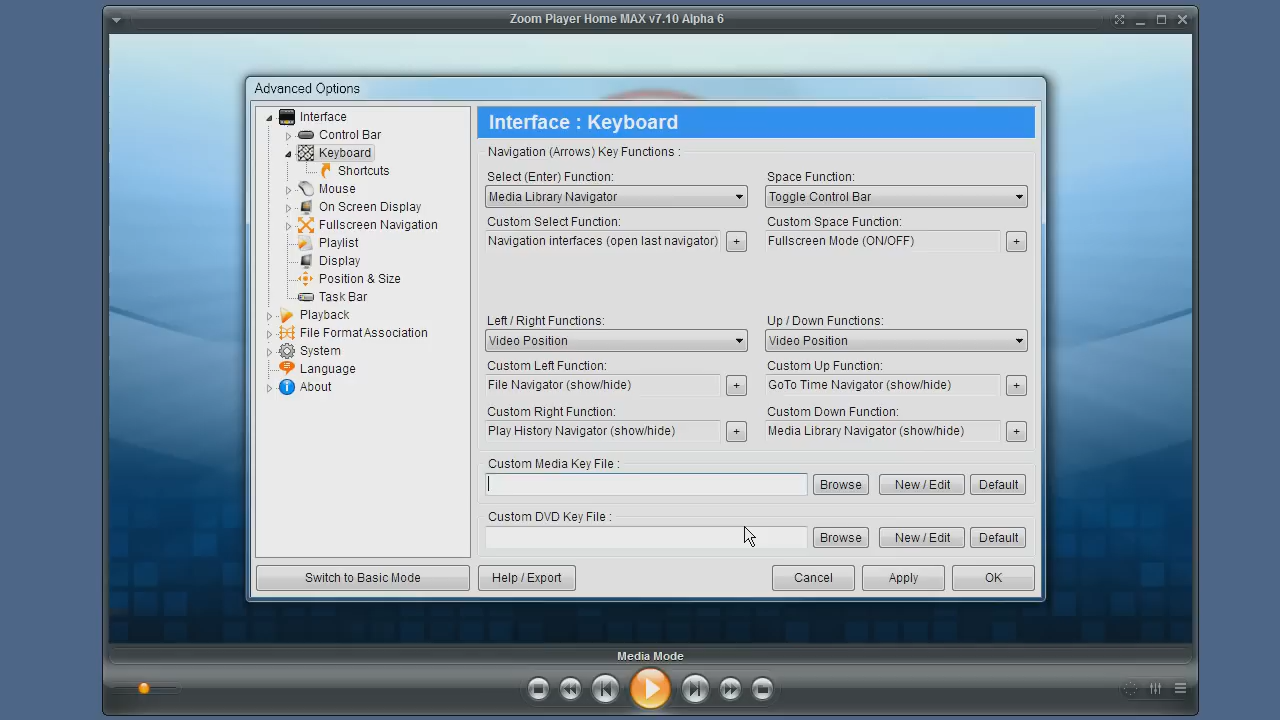 Zoom Player Home MAX v7.10 Alpha 6
Advanced Options
Interface
Control Bar
Keyboard
Shortcuts
Mouse
On Screen Display
Fullscreen Navigation
Playlist
Display
Position & Size
Task Bar
Playback
File Format Association
System
Language
About
Interface : Keyboard
Navigation (Arrows) Key Functions :
Select (Enter) Function: Space Function:
Media Library Navigator Toggle Control Bar
Custom Select Function: Custom Space Function:
Navigation interfaces (open last navigator) + Fullscreen Mode (ON/OFF) +
Left / Right Functions: Up / Down Functions:
Video Position Video Position
Custom Left Function: Custom Up Function:
File Navigator (show/hide) + GoTo Time Navigator (show/hide) +
Custom Right Function: Custom Down Function:
Play History Navigator (show/hide) + Media Library Navigator (show/hide) +
Custom Media Key File :
Browse New / Edit Default
Custom DVD Key File :
Browse New / Edit Default
Switch to Basic Mode Help / Export Cancel Apply OK
Media Mode